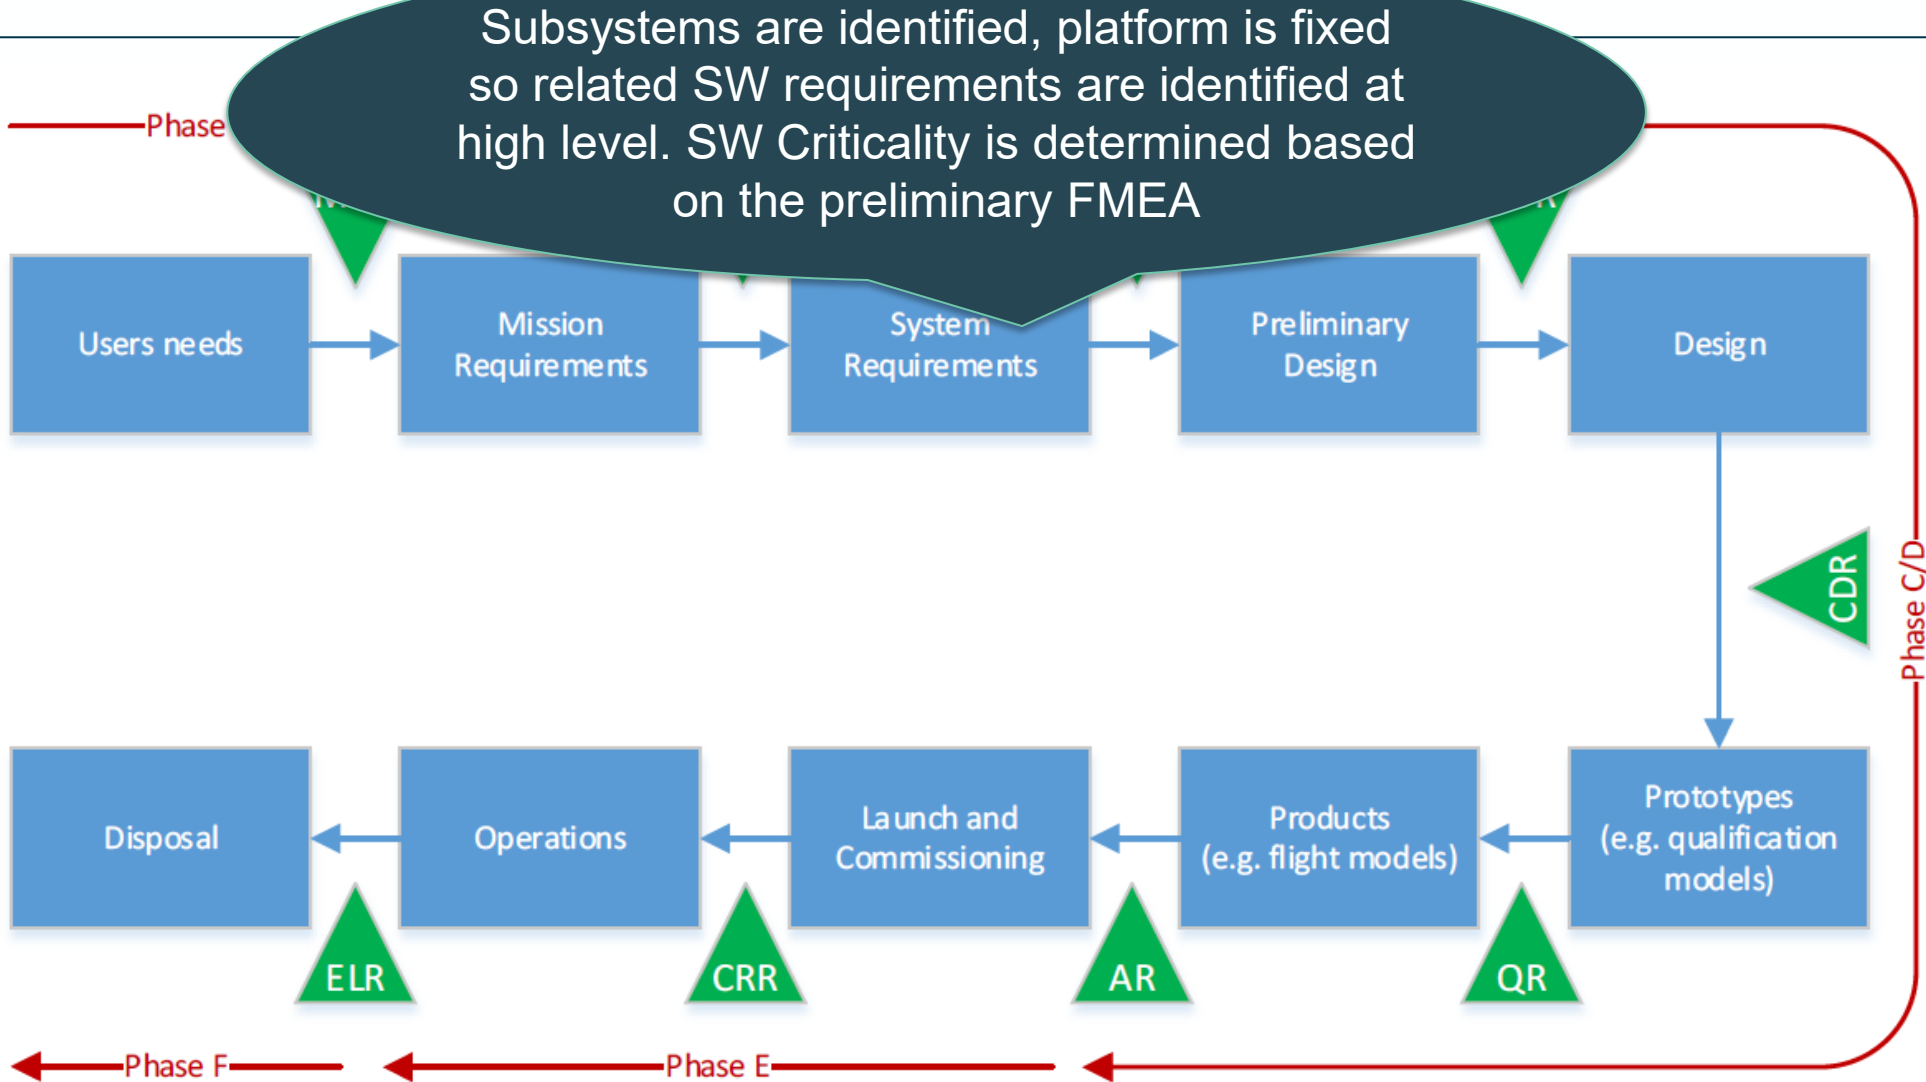 Subsystems are identified, platform is fixed
so related SW requirements are identified at
high level. SW Criticality is determined based
on the preliminary FMEA
Phase
Users needs
Mission
Requirements
System
Requirements
Preliminary
Design
Design
CDR
Phase C/D
Disposal
Operations
Launch and
Commissioning
Products
(e.g. flight models)
Prototypes
(e.g. qualification
models)
ELR
CRR
AR
QR
Phase F
Phase E